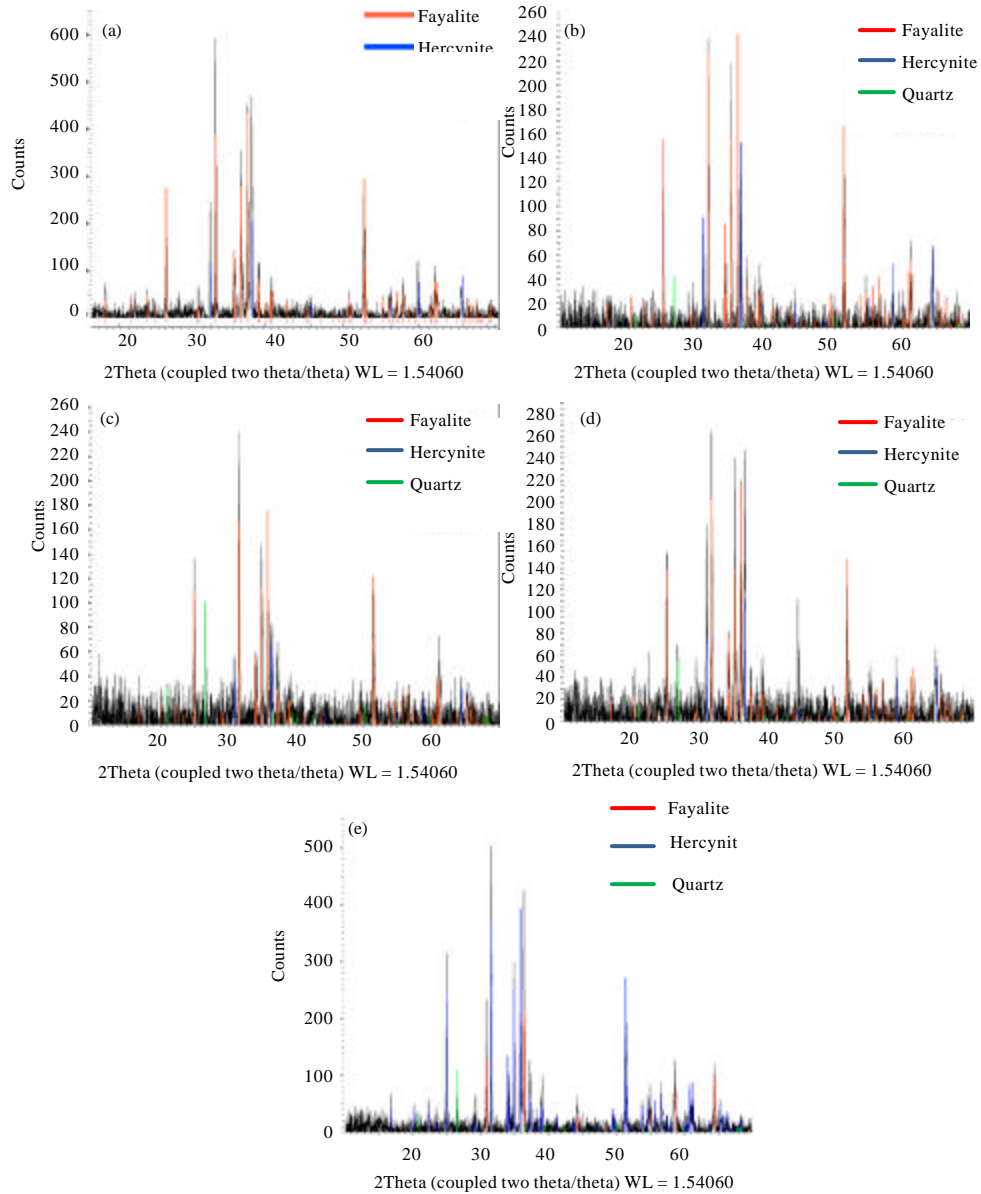 (a)
Fayalite
Hercynite
600
500
400
300
200
100
0
Counts
20 30 40 50 60
2Theta (coupled two theta/theta) WL = 1.54060
(b)
Fayalite
Hercynite
Quartz
260
240
220
200
180
160
140
120
100
80
60
40
20
0
Counts
20 30 40 50 60
2Theta (coupled two theta/theta) WL = 1.54060
(c)
Fayalite
Hercynite
Quartz
260
240
220
200
180
160
140
120
100
80
60
40
20
0
Counts
20 30 40 50 60
2Theta (coupled two theta/theta) WL = 1.54060
(d)
Fayalite
Hercynite
Quartz
280
260
240
220
200
180
160
140
120
100
80
60
40
20
0
Counts
20 30 40 50 60
2Theta (coupled two theta/theta) WL = 1.54060
(e)
Fayalite
Hercynit
Quartz
500
400
300
200
100
0
Counts
20 30 40 50 60
2Theta (coupled two theta/theta) WL = 1.54060